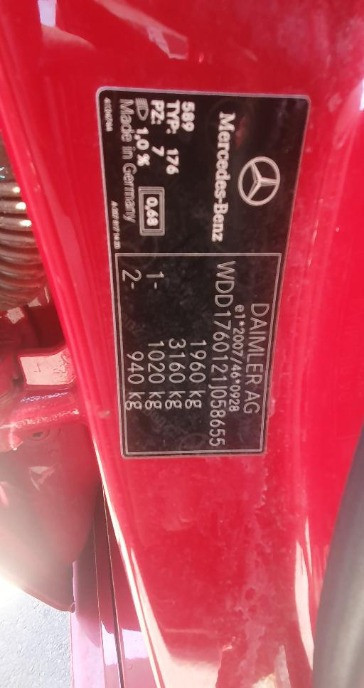 Mercedes-Benz
589
TYP: 176
PZ: 7
1,0 %
Made in Germany
0,68
DAIMLER AG
e1*2007/46*0928
WDD1760121J058655
1960 kg
3160 kg
1- 1020 kg
2- 940 kg